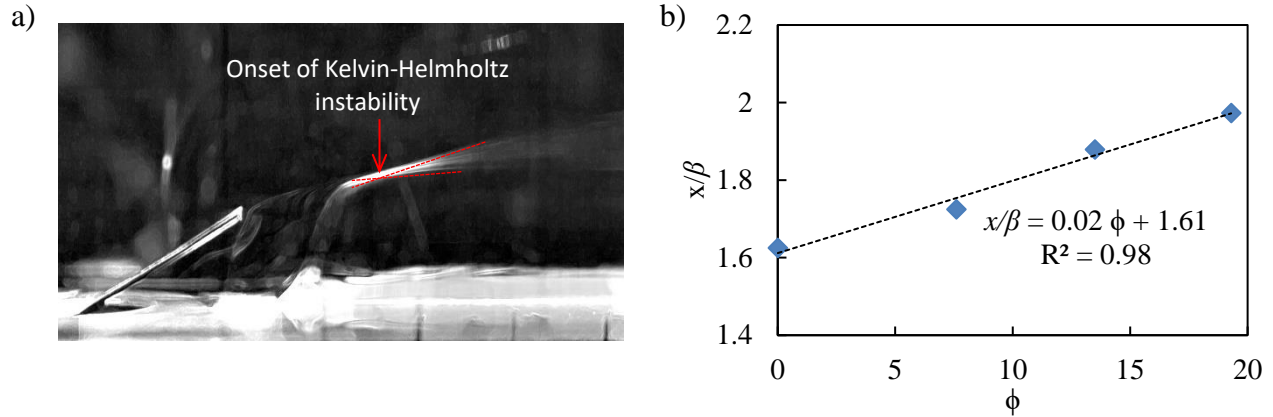 a)
Onset of Kelvin-Helmholtz
instability
b)
2.2
2
1.8
1.6
1.4
x/β
x/β = 0.02 ϕ + 1.61
R² = 0.98
0 5 10 15 20
ϕ